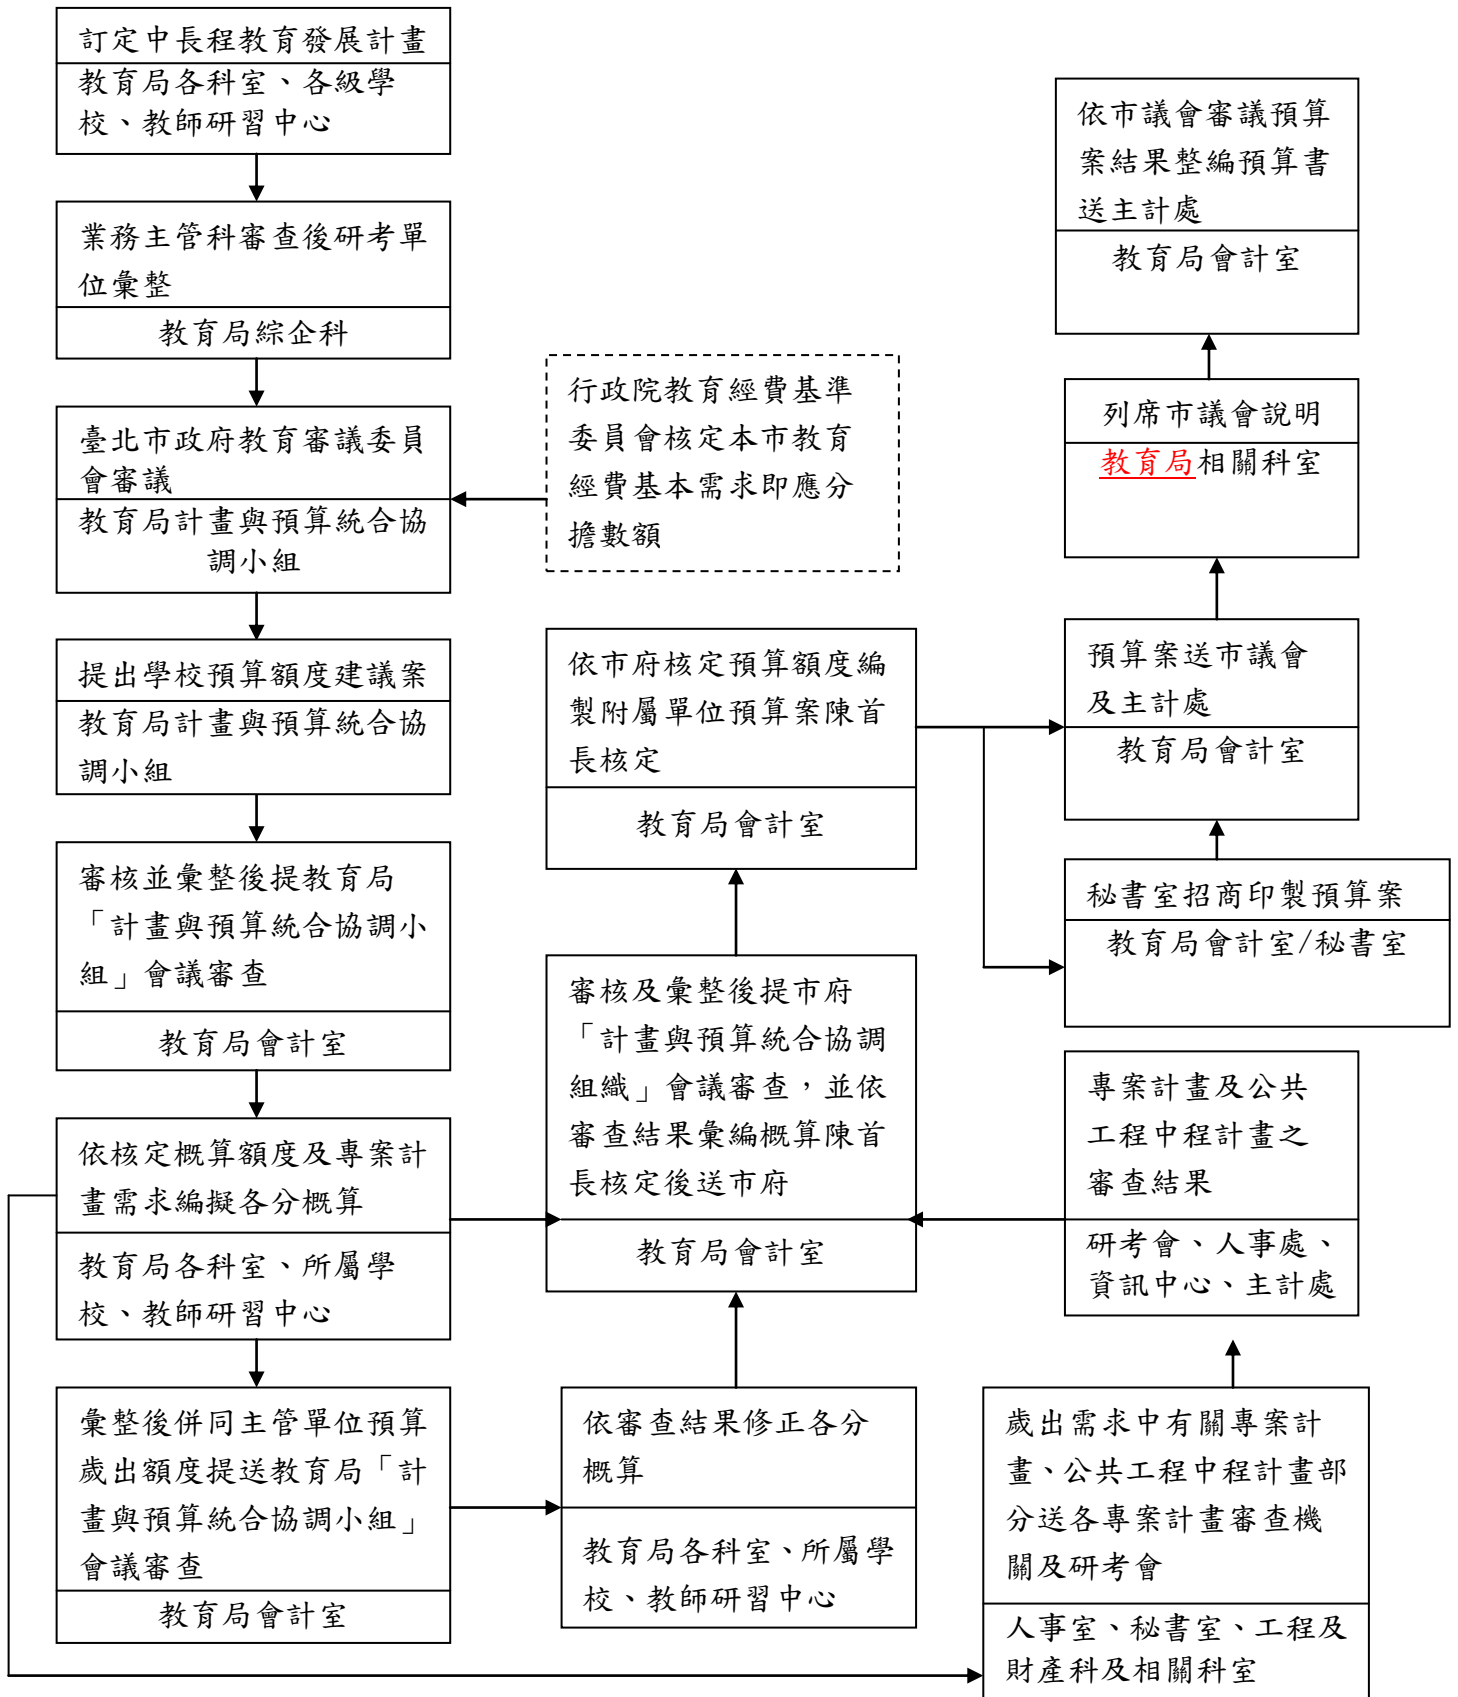 訂定中長程教育發展計畫
教育局各科室、各級學
校、教師研習中心
業務主管科審查後研考單
位彙整
教育局綜企科
臺北市政府教育審議委員
會審議
教育局計畫與預算統合協
調小組
提出學校預算額度建議案
教育局計畫與預算統合協
調小組
審核並彙整後提教育局
「計畫與預算統合協調小
組」會議審查
教育局會計室
依核定概算額度及專案計
畫需求編擬各分概算
教育局各科室、所屬學
校、教師研習中心
彙整後併同主管單位預算
歲出額度提送教育局「計
畫與預算統合協調小組」
會議審查
教育局會計室
行政院教育經費基準
委員會核定本市教育
經費基本需求即應分
擔數額
依市府核定預算額度編
製附屬單位預算案陳首
長核定
教育局會計室
審核及彙整後提市府
「計畫與預算統合協調
組織」會議審查，並依
審查結果彙編概算陳首
長核定後送市府
教育局會計室
依審查結果修正各分
概算
教育局各科室、所屬學
校、教師研習中心
依市議會審議預算
案結果整編預算書
送主計處
教育局會計室
列席市議會說明
教育局相關科室
預算案送市議會
及主計處
教育局會計室
秘書室招商印製預算案
教育局會計室/秘書室
專案計畫及公共
工程中程計畫之
審查結果
研考會、人事處、
資訊中心、主計處
歲出需求中有關專案計
畫、公共工程中程計畫部
分送各專案計畫審查機
關及研考會
人事室、秘書室、工程及
財產科及相關科室